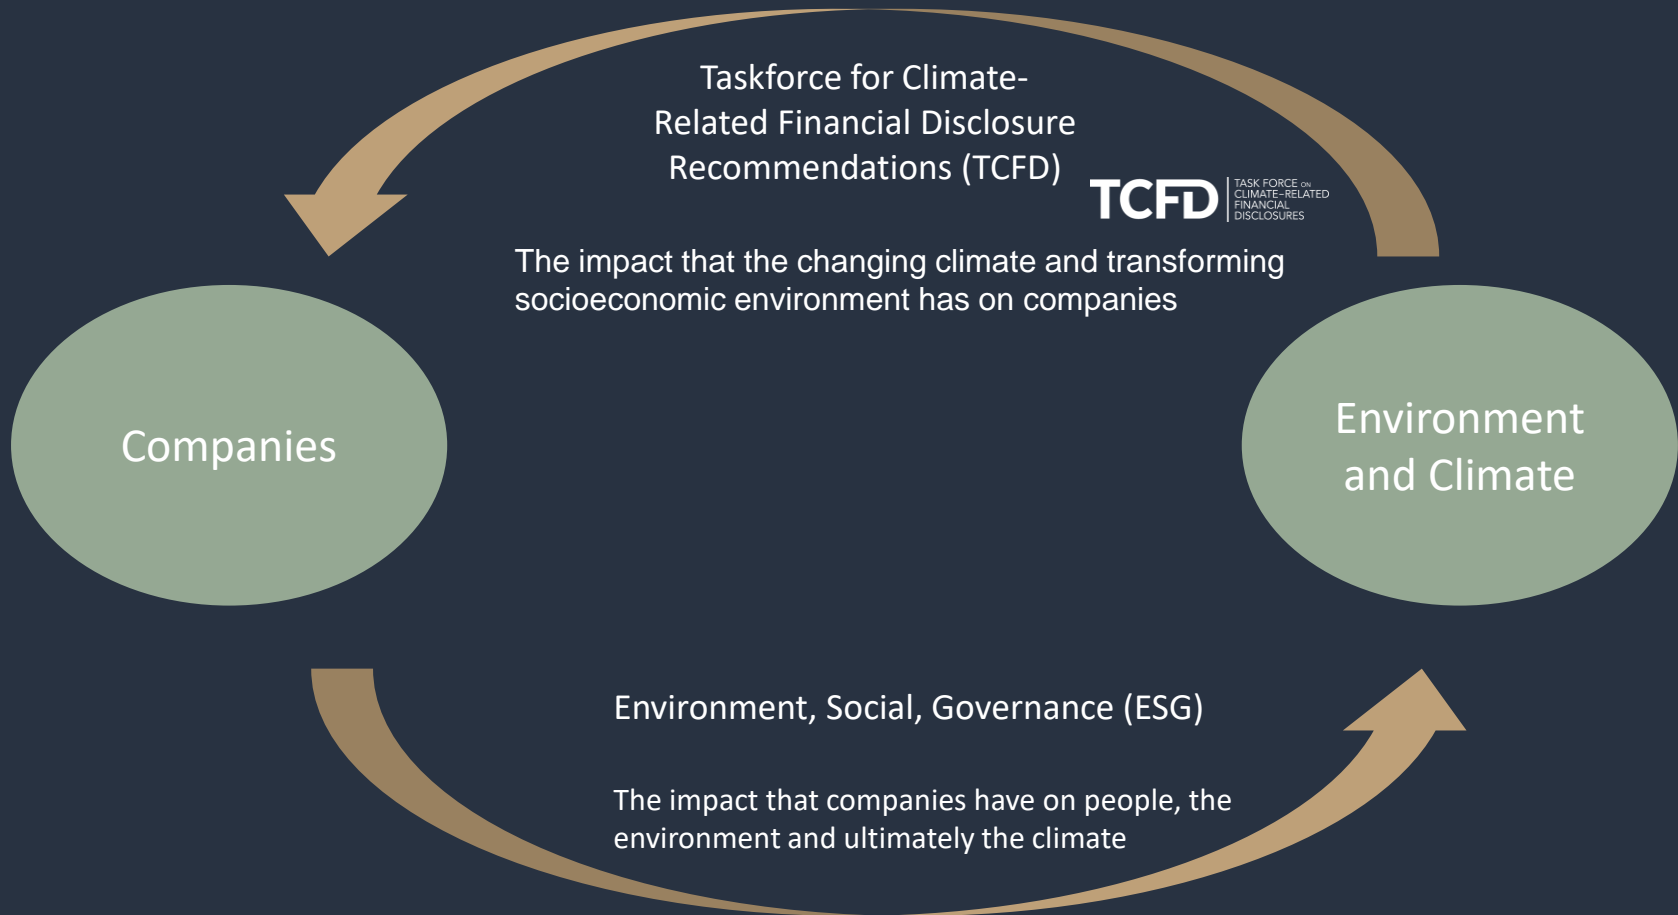 Taskforce for Climate-
Related Financial Disclosure
Recommendations (TCFD)
TCFD
TASK FORCE ON
CLIMATE-RELATED
FINANCIAL
DISCLOSURES
The impact that the changing climate and transforming
socioeconomic environment has on companies
Companies
Environment
and Climate
Environment, Social, Governance (ESG)
The impact that companies have on people, the
environment and ultimately the climate